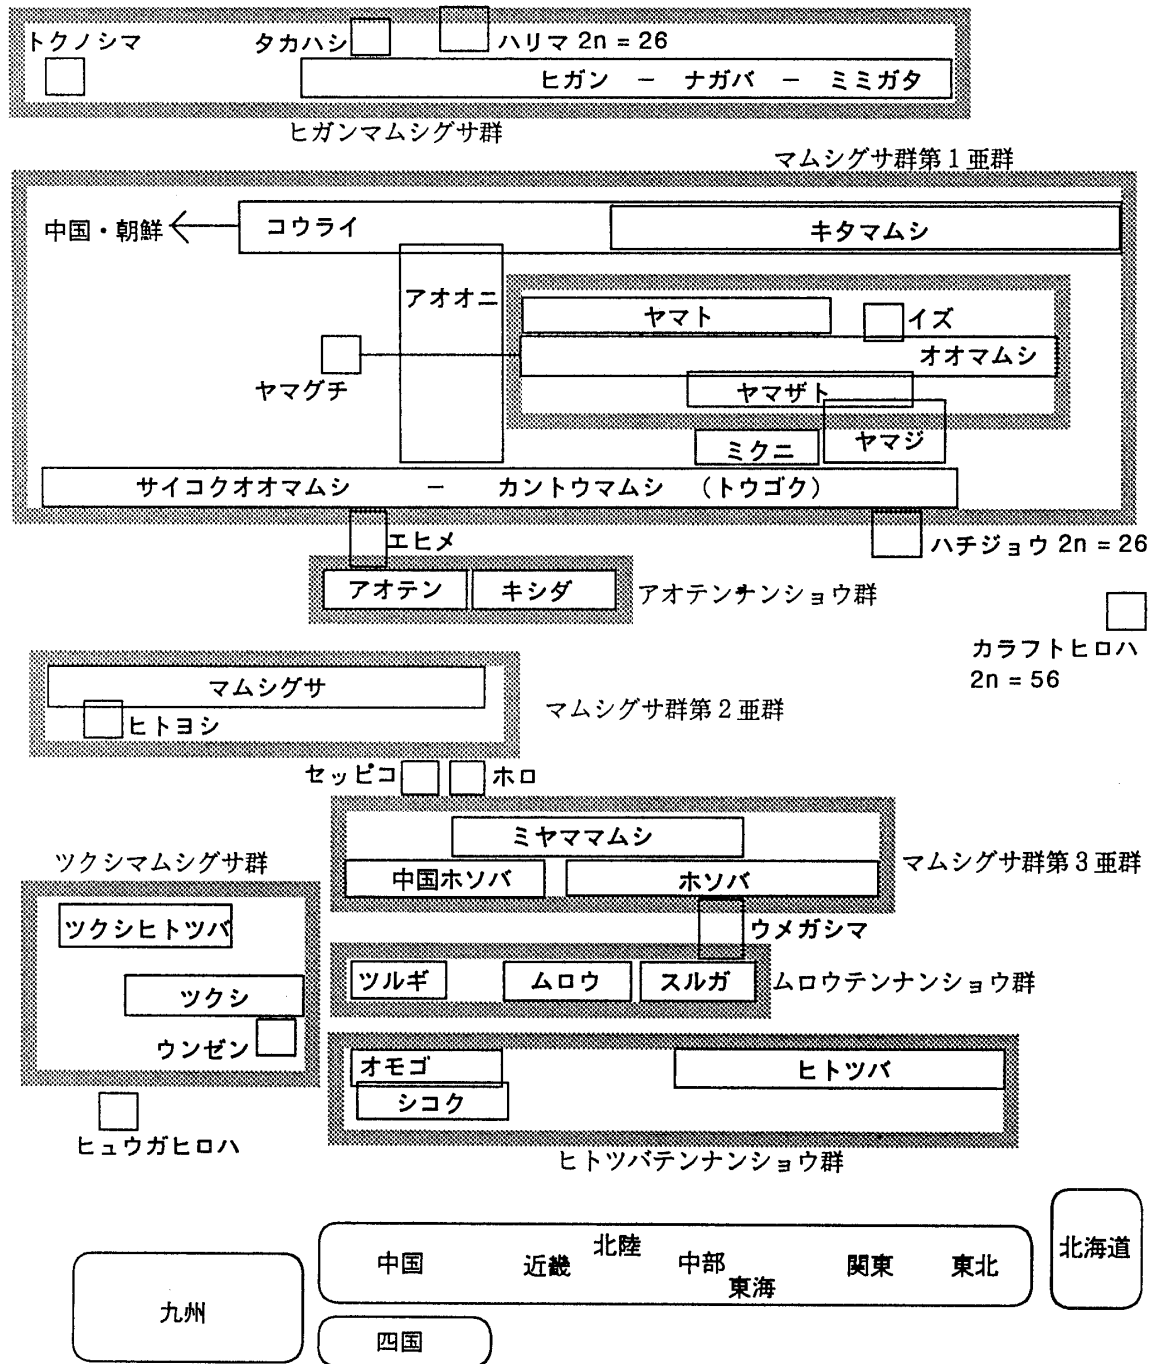 トクノシマ
タカハシ
ハリマ 2n = 26
ヒガン － ナガバ － ミミガタ
ヒガンマムシグサ群
マムシグサ群第１亜群
中国・朝鮮
コウライ
キタマムシ
アオオニ
ヤマト
イズ
オオマムシ
ヤマグチ
ヤマザト
ヤマジ
ミクニ
サイコクオオマムシ － カントウマムシ （トウゴク）
エヒメ
ハチジョウ 2n = 26
アオテン
キシダ
アオテンナンショウ群
カラフトヒロハ
2n = 56
マムシグサ
ヒトヨシ
マムシグサ群第２亜群
セッピコ
ホロ
ミヤママムシ
中国ホソバ
ホソバ
マムシグサ群第３亜群
ツクシマムシグサ群
ツクシヒトツバ
ウメガシマ
ツルギ
ムロウ
スルガ
ムロウテンナンショウ群
ツクシ
ウンゼン
オモゴ
ヒトツバ
シコク
ヒュウガヒロハ
ヒトツバテンナンショウ群
北海道
中国
近畿
北陸
中部
東海
関東
東北
九州
四国